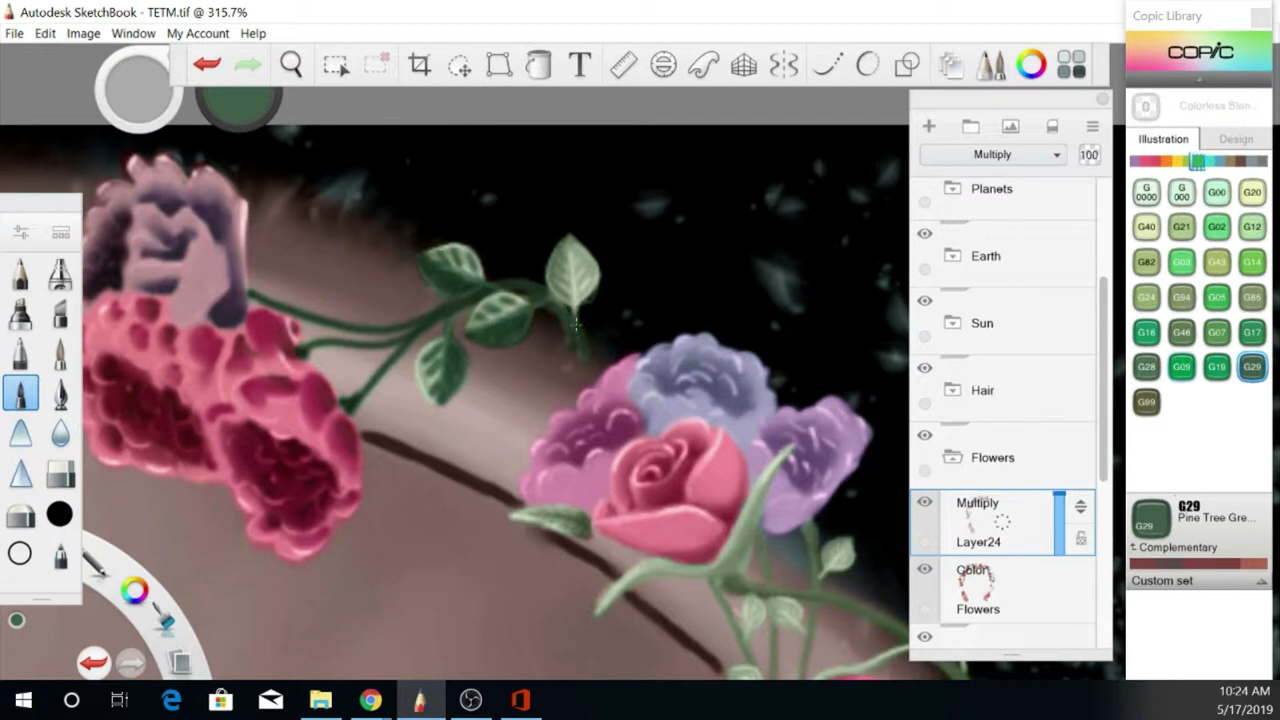 Autodesk SketchBook - TETM.tif @ 315.7%
File Edit Image Window My Account Help
T
Copic Library
COPIC
0 Colorless Blen...
Illustration Design
G0000 G000 G00 G20
G40 G21 G02 G12
G82 G03 G43 G14
G24 G94 G05 G85
G16 G46 G07 G17
G28 G09 G19 G29
G99
G29
G29
Pine Tree Gre...
Complementary
Custom set
Multiply 100
Planets
Earth
Sun
Hair
Flowers
Multiply
Layer24
Color
Flowers
10:24 AM
5/17/2019